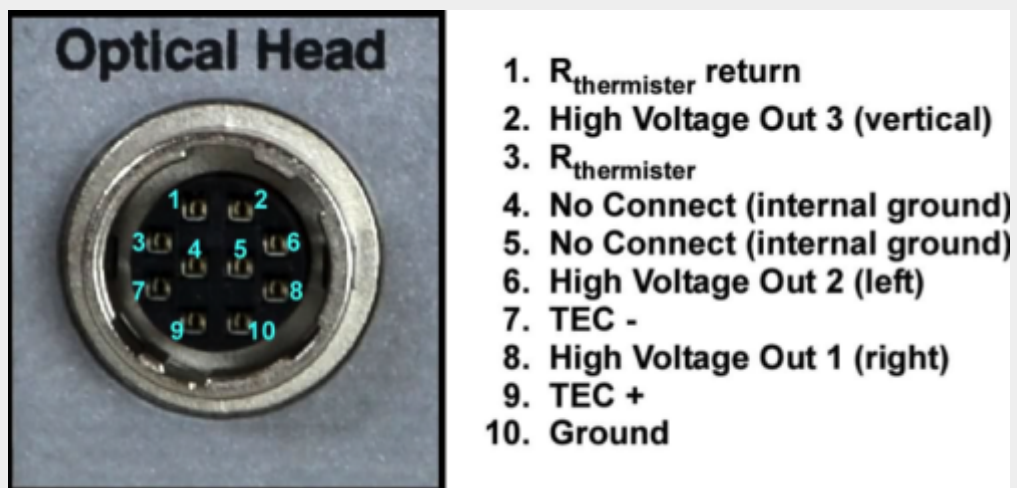 Optical Head
1 2
3 4 5 6
7 8
9 10
1. Rthermister return
2. High Voltage Out 3 (vertical)
3. Rthermister
4. No Connect (internal ground)
5. No Connect (internal ground)
6. High Voltage Out 2 (left)
7. TEC -
8. High Voltage Out 1 (right)
9. TEC +
10. Ground